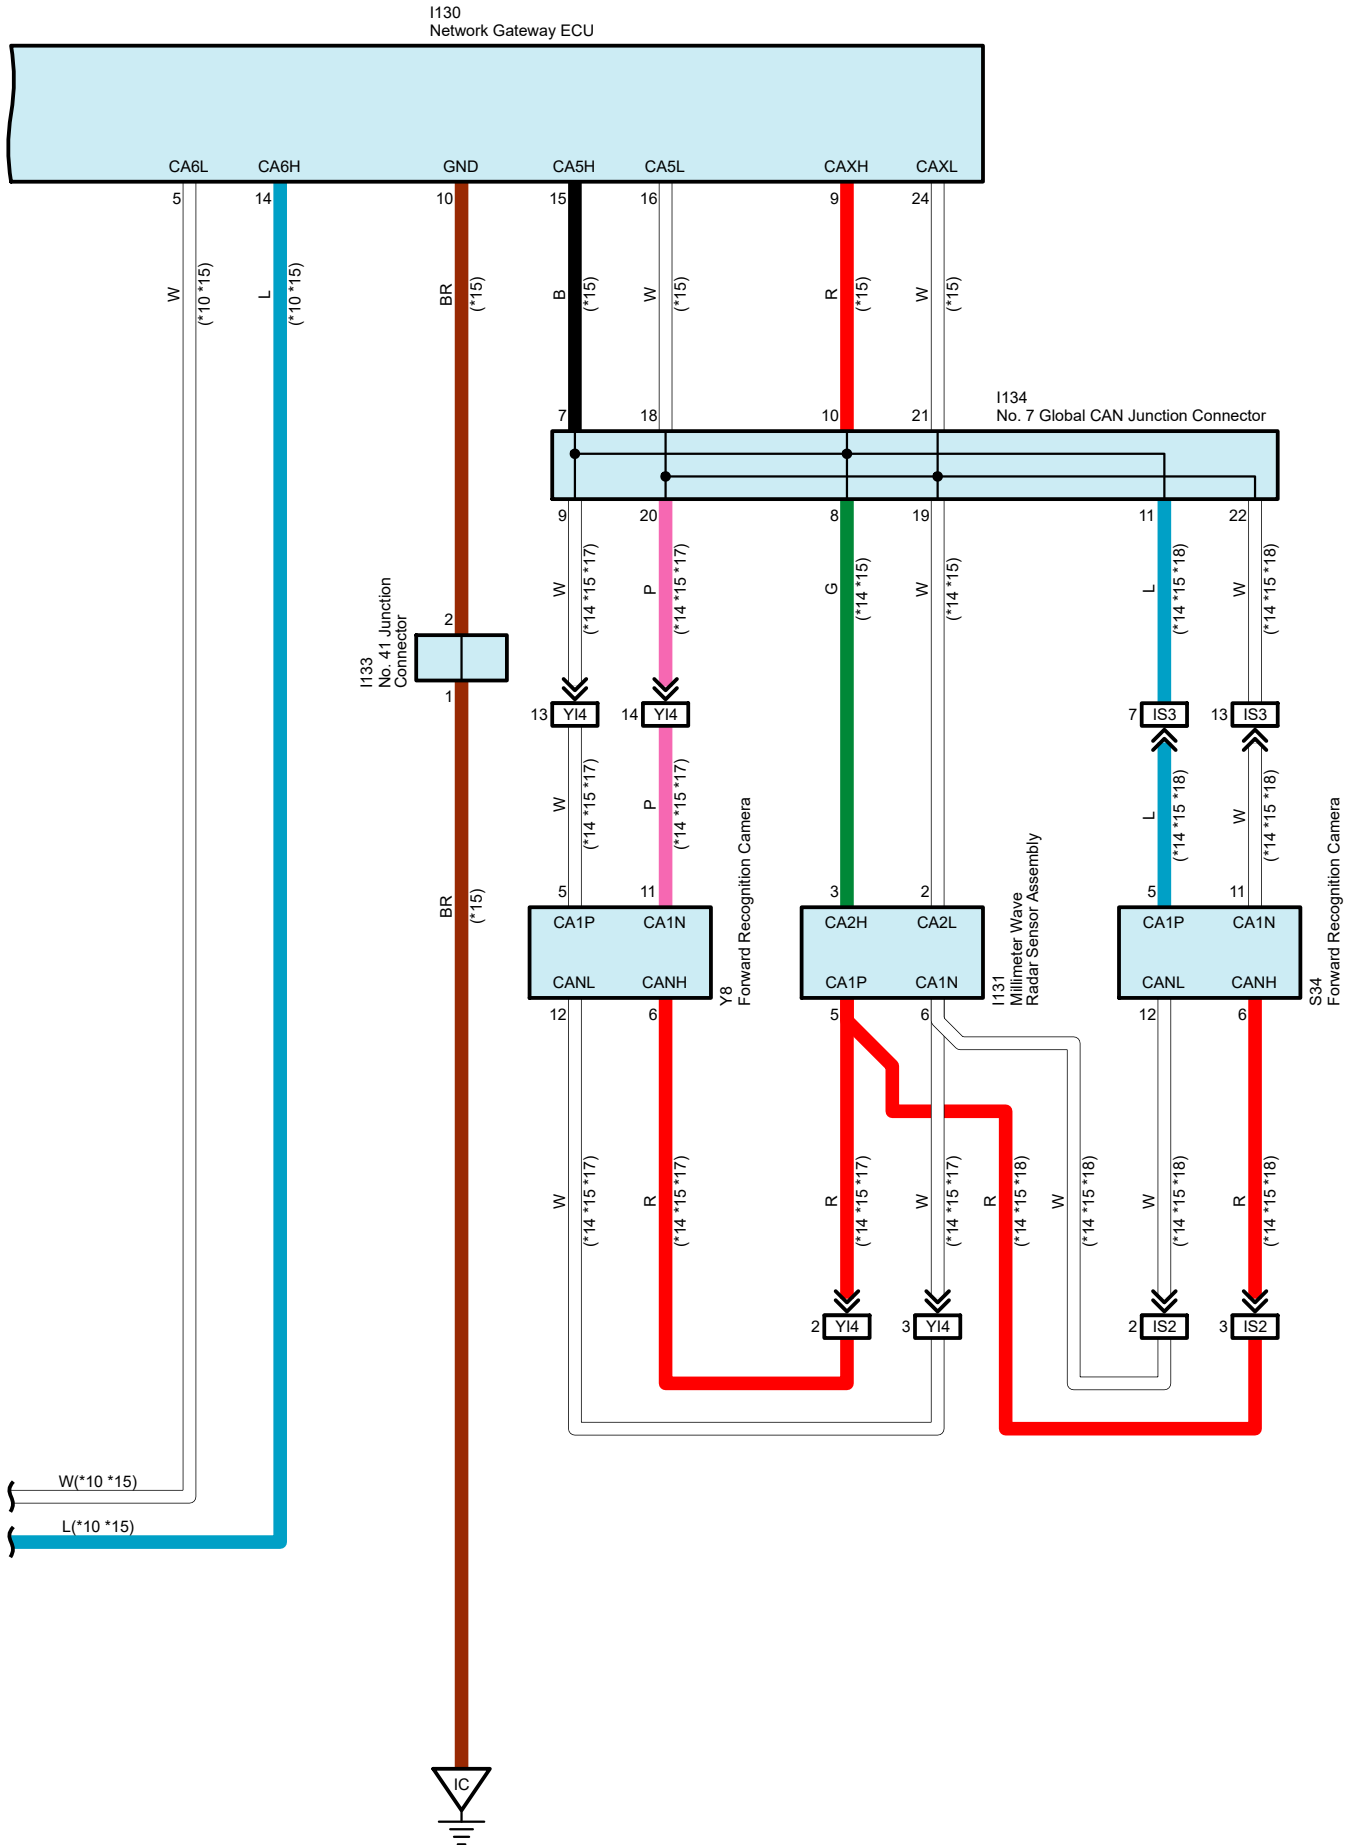 I130
Network Gateway ECU
CA6L CA6H GND CA5H CA5L CAXH CAXL
5 14 10 15 16 9 24
W (*10 *15) L (*10 *15) BR (*15) B (*15) W (*15) R (*15) W (*15)
I134
No. 7 Global CAN Junction Connector
7 18 10 21
9 20 8 19 11 22
W (*14 *15 *17) P (*14 *15 *17) G (*14 *15) W (*14 *15) L (*14 *15 *18) W (*14 *15 *18)
I133
No. 41 Junction
Connector
2
1
13 YI4 14 YI4 7 IS3 13 IS3
W (*14 *15 *17) P (*14 *15 *17) L (*14 *15 *18) W (*14 *15 *18)
BR (*15)
5 11 3 2 5 11
CA1P CA1N CA2H CA2L CA1P CA1N
CANL CANH CA1P CA1N CANL CANH
Y8
Forward Recognition Camera
I131
Millimeter Wave
Radar Sensor Assembly
S34
Forward Recognition Camera
12 6 5 6 12 6
W (*14 *15 *17) R (*14 *15 *17) R (*14 *15 *17) W (*14 *15 *17) R (*14 *15 *18) W (*14 *15 *18) W (*14 *15 *18) R (*14 *15 *18)
2 YI4 3 YI4 2 IS2 3 IS2
W(*10 *15)
L(*10 *15)
IC